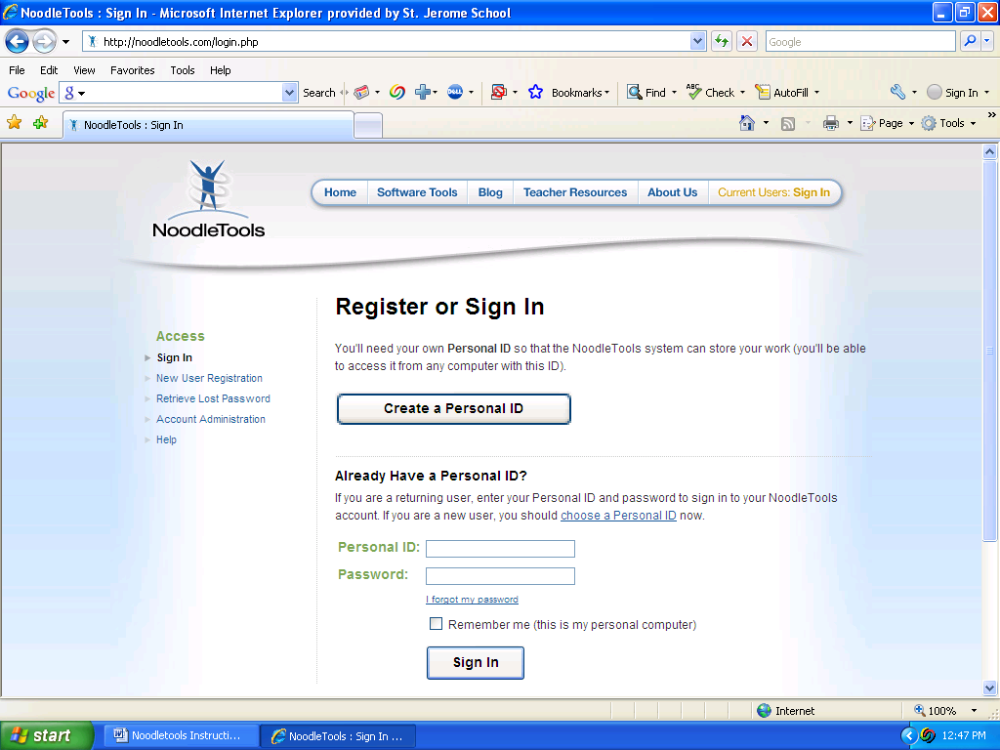 NoodleTools : Sign In - Microsoft Internet Explorer provided by St. Jerome School
http://noodletools.com/login.php
Google
File Edit View Favorites Tools Help
Google g Search Bookmarks Find ABC Check AutoFill Sign In
DELL
NoodleTools : Sign In
Page Tools
NoodleTools
Home Software Tools Blog Teacher Resources About Us Current Users: Sign In
Access
Sign In
New User Registration
Retrieve Lost Password
Account Administration
Help
Register or Sign In
You'll need your own Personal ID so that the NoodleTools system can store your work (you'll be able
to access it from any computer with this ID).
Create a Personal ID
Already Have a Personal ID?
If you are a returning user, enter your Personal ID and password to sign in to your NoodleTools
account. If you are a new user, you should choose a Personal ID now.
Personal ID:
Password:
I forgot my password
Remember me (this is my personal computer)
Sign In
Internet 100%
start Noodletools Instructi... NoodleTools : Sign In ... 12:47 PM